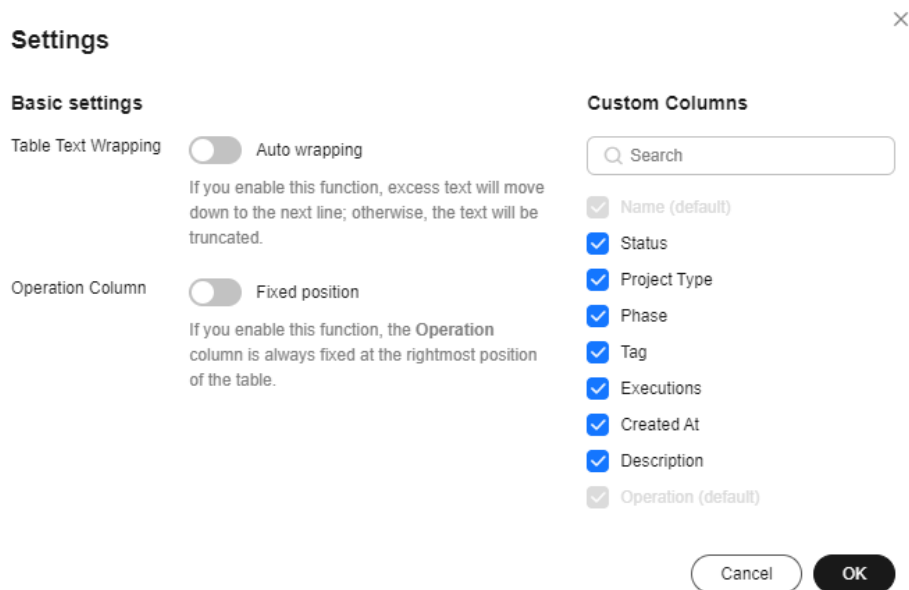 Settings
Basic settings
Table Text Wrapping
Auto wrapping
If you enable this function, excess text will move
down to the next line; otherwise, the text will be
truncated.
Operation Column
Fixed position
If you enable this function, the Operation
column is always fixed at the rightmost position
of the table.
Custom Columns
Search
Name (default)
Status
Project Type
Phase
Tag
Executions
Created At
Description
Operation (default)
Cancel
OK